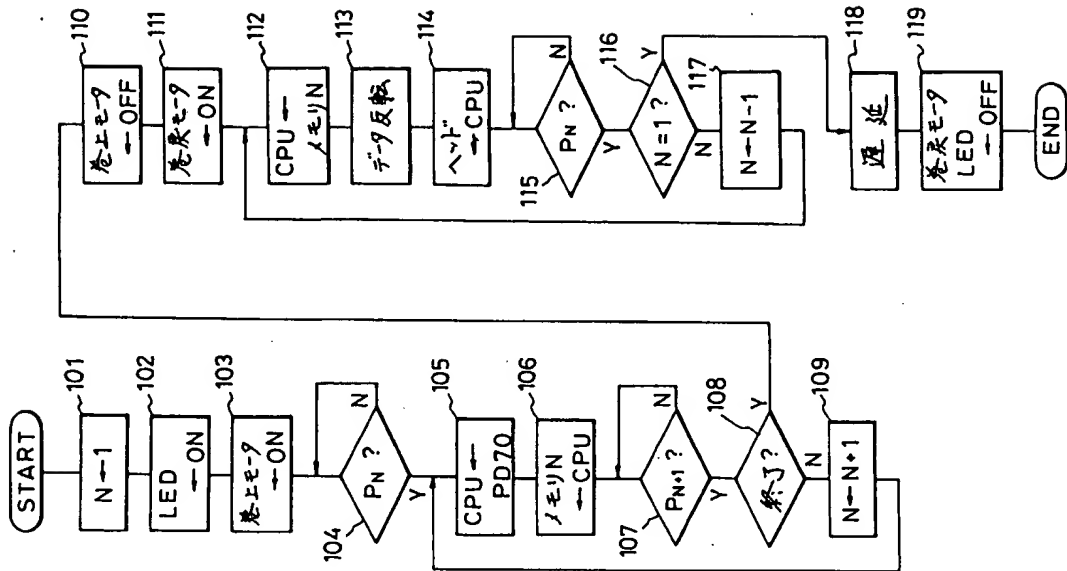 START
101
N←1
102
LED
←ON
103
巻上モータ
←ON
104
PN ?
N
Y
105
CPU←
PD70
106
メモリN
←CPU
107
PN+1 ?
N
Y
108
終了?
Y
N
109
N←N+1
110
巻上モータ
←OFF
111
巻戻モータ
←ON
112
CPU←
メモリN
113
データ反転
114
ヘッド
←CPU
115
PN ?
N
Y
116
N=1 ?
Y
N
117
N←N-1
118
遅延
119
巻戻モータ
LED
←OFF
END